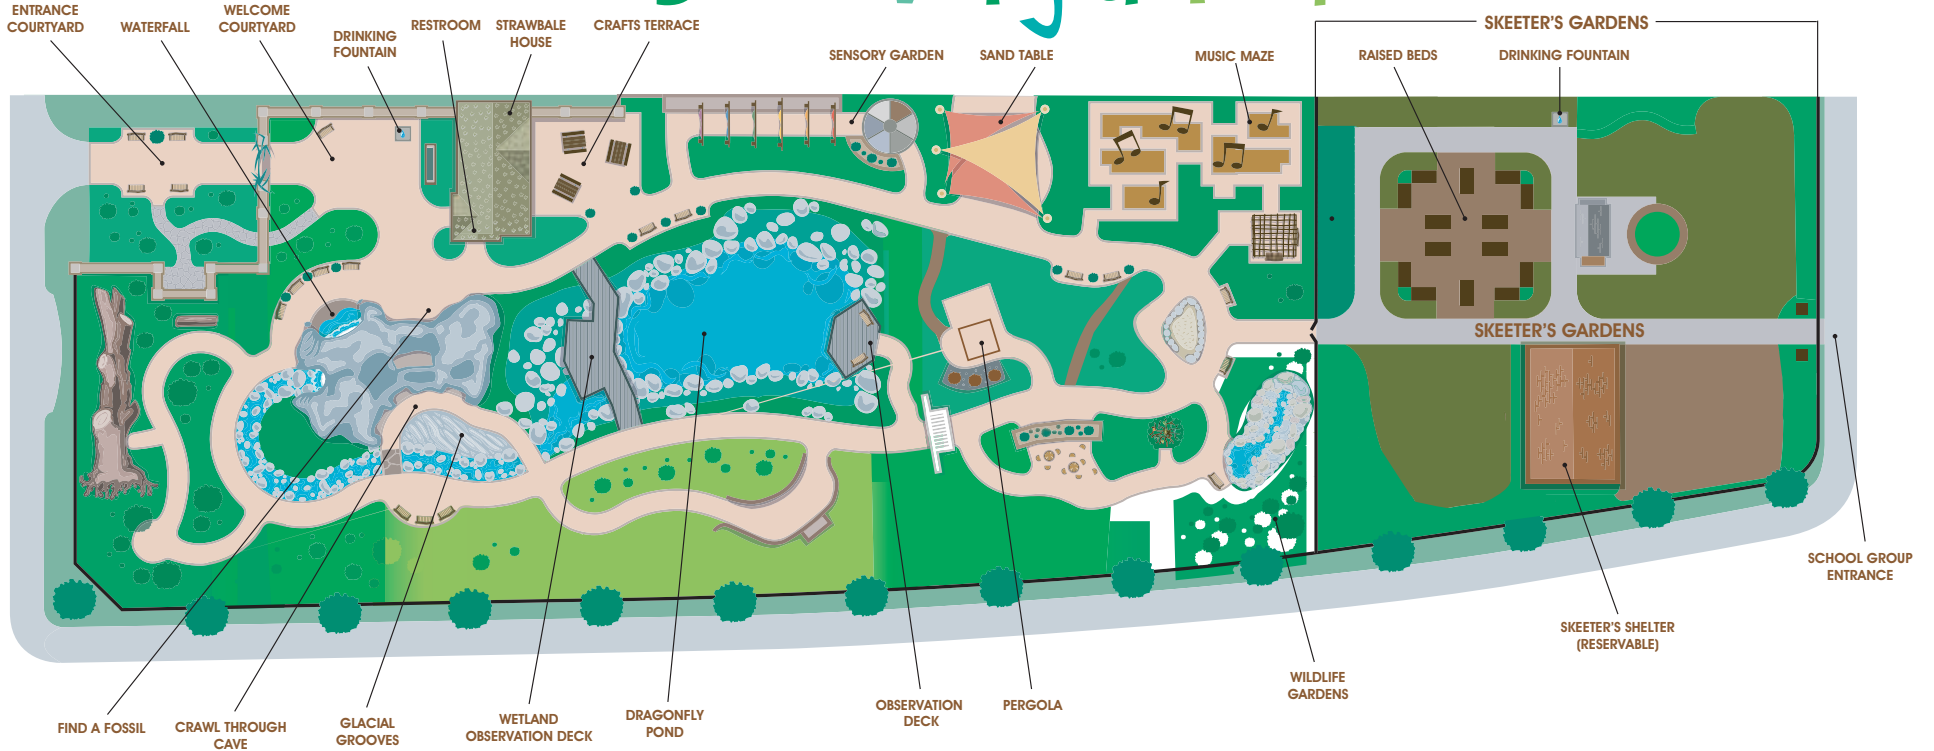 ENTRANCE
COURTYARD
WATERFALL
WELCOME
COURTYARD
DRINKING
FOUNTAIN
RESTROOM
STRAWBALE
HOUSE
CRAFTS TERRACE
SENSORY GARDEN
SAND TABLE
MUSIC MAZE
SKEETER'S GARDENS
RAISED BEDS
DRINKING FOUNTAIN
SKEETER'S GARDENS
SCHOOL GROUP
ENTRANCE
SKEETER'S SHELTER
(RESERVABLE)
WILDLIFE
GARDENS
PERGOLA
OBSERVATION
DECK
DRAGONFLY
POND
WETLAND
OBSERVATION DECK
GLACIAL
GROOVES
CRAWL THROUGH
CAVE
FIND A FOSSIL